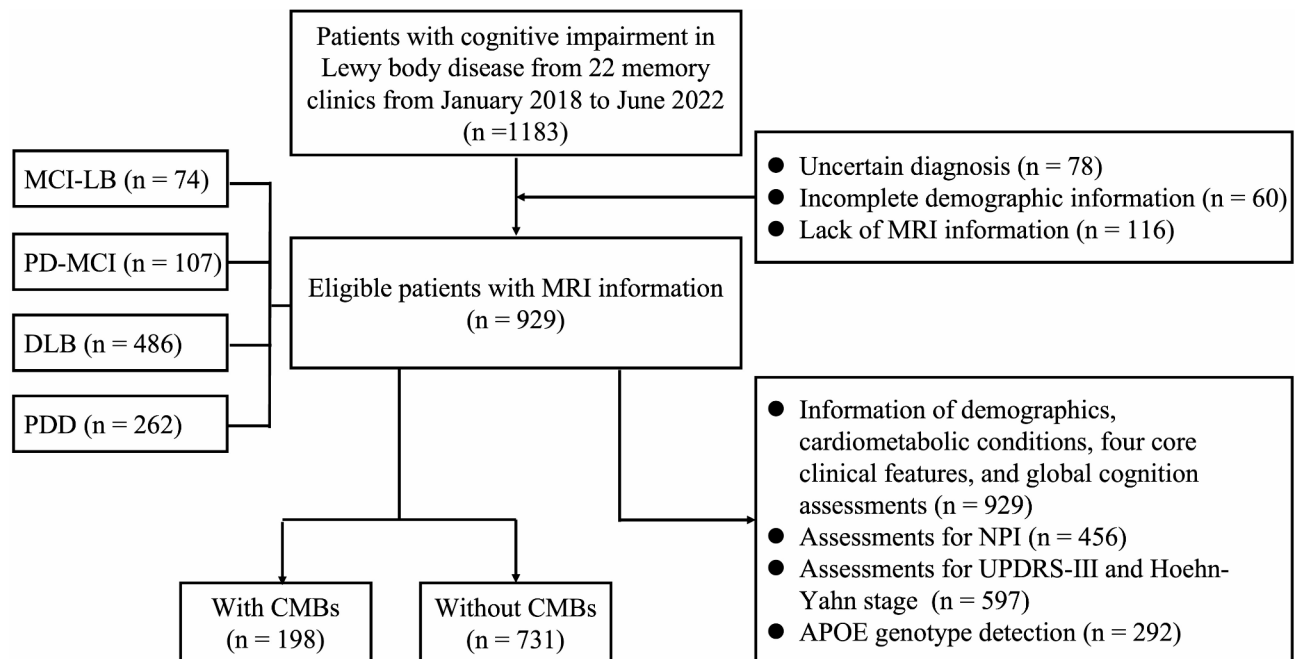 Patients with cognitive impairment in
Lewy body disease from 22 memory
clinics from January 2018 to June 2022
(n =1183)
● Uncertain diagnosis (n = 78)
● Incomplete demographic information (n = 60)
● Lack of MRI information (n = 116)
MCI-LB (n = 74)
PD-MCI (n = 107)
DLB (n = 486)
PDD (n = 262)
Eligible patients with MRI information
(n = 929)
● Information of demographics,
cardiometabolic conditions, four core
clinical features, and global cognition
assessments (n = 929)
● Assessments for NPI (n = 456)
● Assessments for UPDRS-III and Hoehn-
Yahn stage (n = 597)
● APOE genotype detection (n = 292)
With CMBs
(n = 198)
Without CMBs
(n = 731)